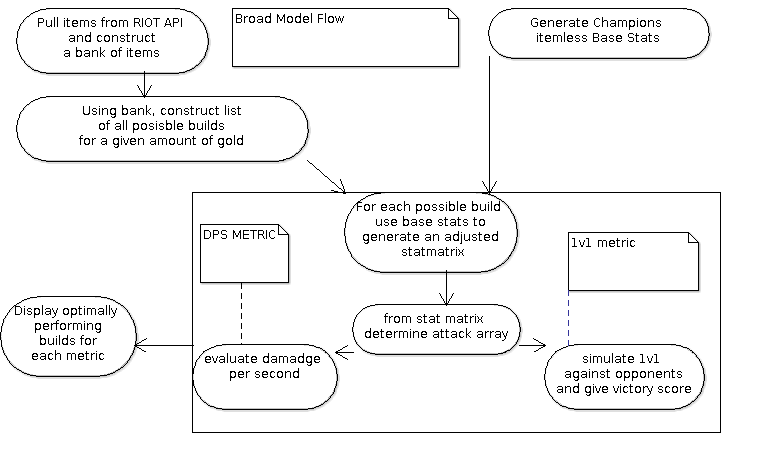 Pull items from RIOT API
and construct
a bank of items
Broad Model Flow
Generate Champions
itemless Base Stats
Using bank, construct list
of all posisble builds
for a given amount of gold
For each possible build
use base stats to
generate an adjusted
statmatrix
DPS METRIC
1v1 metric
Display optimally
performing
builds for
each metric
from stat matrix
determine attack array
evaluate damadge
per second
simulate 1v1
against opponents
and give victory score